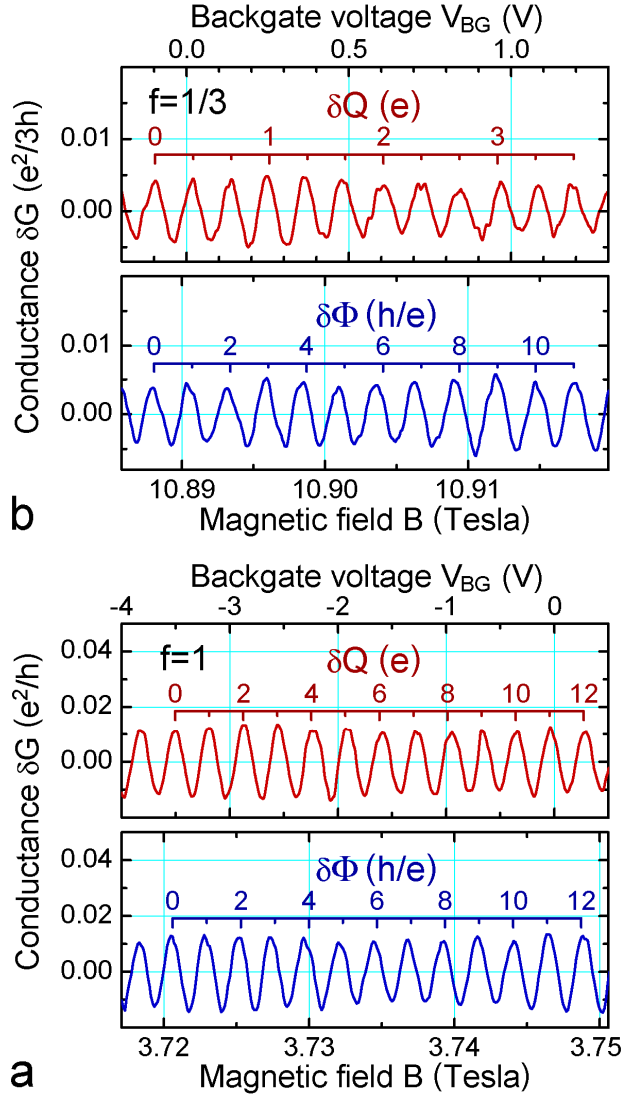 Backgate voltage V_BG (V)
0.0 0.5 1.0
f=1/3
δQ (e)
0 1 2 3
0.01
0.00
Conductance δG (e²/3h)
δΦ (h/e)
0 2 4 6 8 10
0.01
0.00
10.89 10.90 10.91
Magnetic field B (Tesla)
b
Backgate voltage V_BG (V)
-4 -3 -2 -1 0
f=1
δQ (e)
0 2 4 6 8 10 12
0.04
0.02
0.00
Conductance δG (e²/h)
δΦ (h/e)
0 2 4 6 8 10 12
0.04
0.02
0.00
3.72 3.73 3.74 3.75
Magnetic field B (Tesla)
a